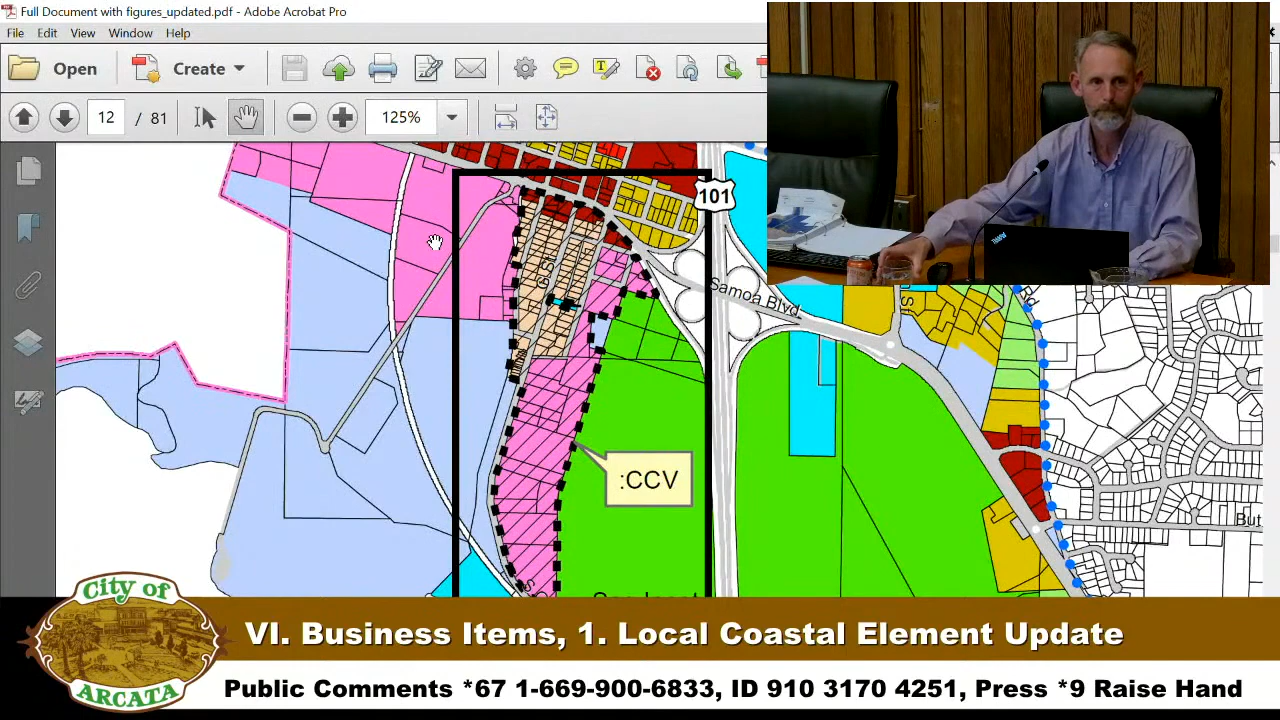 Full Document with figures_updated.pdf - Adobe Acrobat Pro
File Edit View Window Help
Open Create
12 / 81 125%
101
Samoa Blvd
:CCV
City of
ARCATA
VI. Business Items, 1. Local Coastal Element Update
Public Comments *67 1-669-900-6833, ID 910 3170 4251, Press *9 Raise Hand